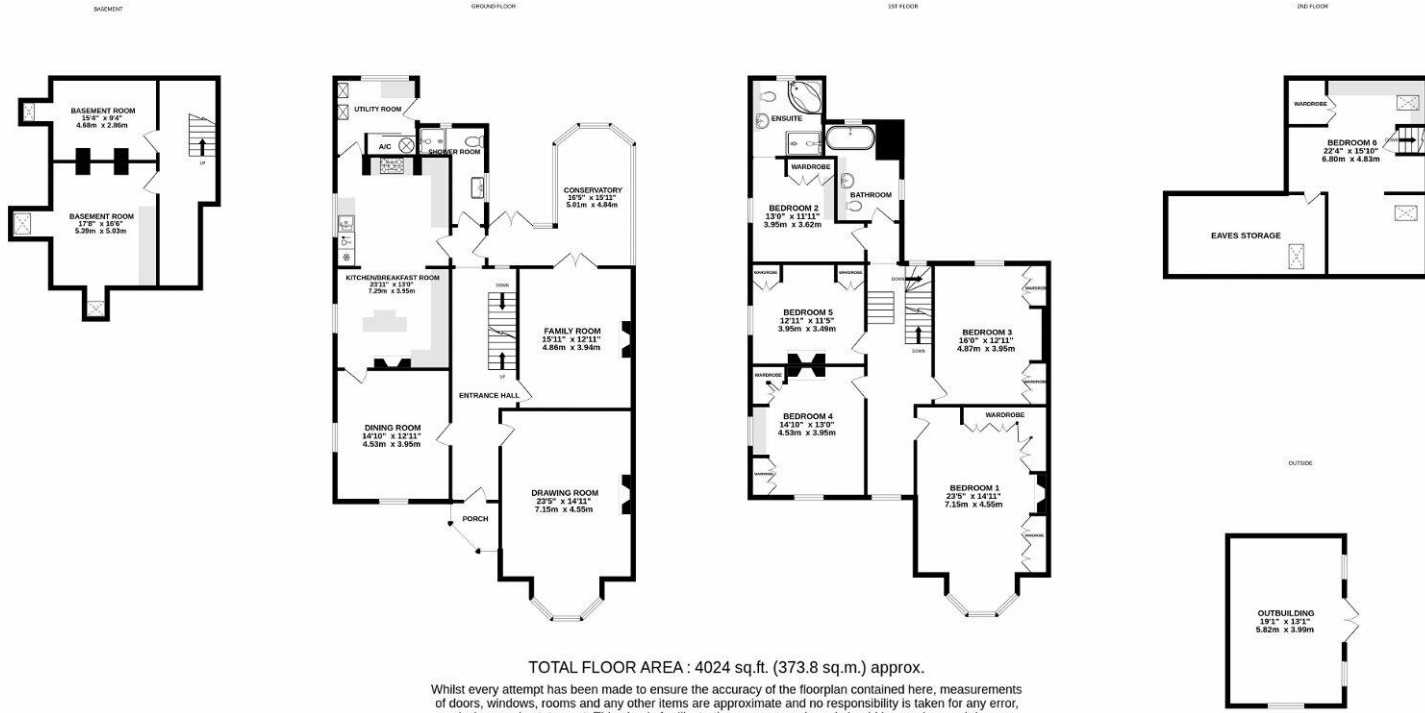 BASEMENT
BASEMENT ROOM
15'4" x 9'4"
4.68m x 2.86m
BASEMENT ROOM
17'8" x 16'6"
5.39m x 5.03m
UP
GROUND FLOOR
UTILITY ROOM
A/C
SHOWER ROOM
CONSERVATORY
16'5" x 15'11"
5.01m x 4.84m
KITCHEN/BREAKFAST ROOM
23'11" x 13'0"
7.29m x 3.95m
DOWN
UP
FAMILY ROOM
15'11" x 12'11"
4.86m x 3.94m
ENTRANCE HALL
DINING ROOM
14'10" x 12'11"
4.53m x 3.95m
DRAWING ROOM
23'5" x 14'11"
7.15m x 4.55m
PORCH
1ST FLOOR
ENSUITE
WARDROBE
BATHROOM
BEDROOM 2
13'0" x 11'11"
3.95m x 3.62m
WARDROBE
WARDROBE
DOWN
BEDROOM 5
12'11" x 11'5"
3.95m x 3.49m
DOWN
WARDROBE
BEDROOM 3
16'0" x 12'11"
4.87m x 3.95m
WARDROBE
WARDROBE
BEDROOM 4
14'10" x 13'0"
4.53m x 3.95m
WARDROBE
WARDROBE
BEDROOM 1
23'5" x 14'11"
7.15m x 4.55m
WARDROBE
2ND FLOOR
WARDROBE
DOWN
BEDROOM 6
22'4" x 15'10"
6.80m x 4.83m
EAVES STORAGE
OUTSIDE
OUTBUILDING
19'1" x 13'1"
5.82m x 3.99m
TOTAL FLOOR AREA : 4024 sq.ft. (373.8 sq.m.) approx.
Whilst every attempt has been made to ensure the accuracy of the floorplan contained here, measurements
of doors, windows, rooms and any other items are approximate and no responsibility is taken for any error,